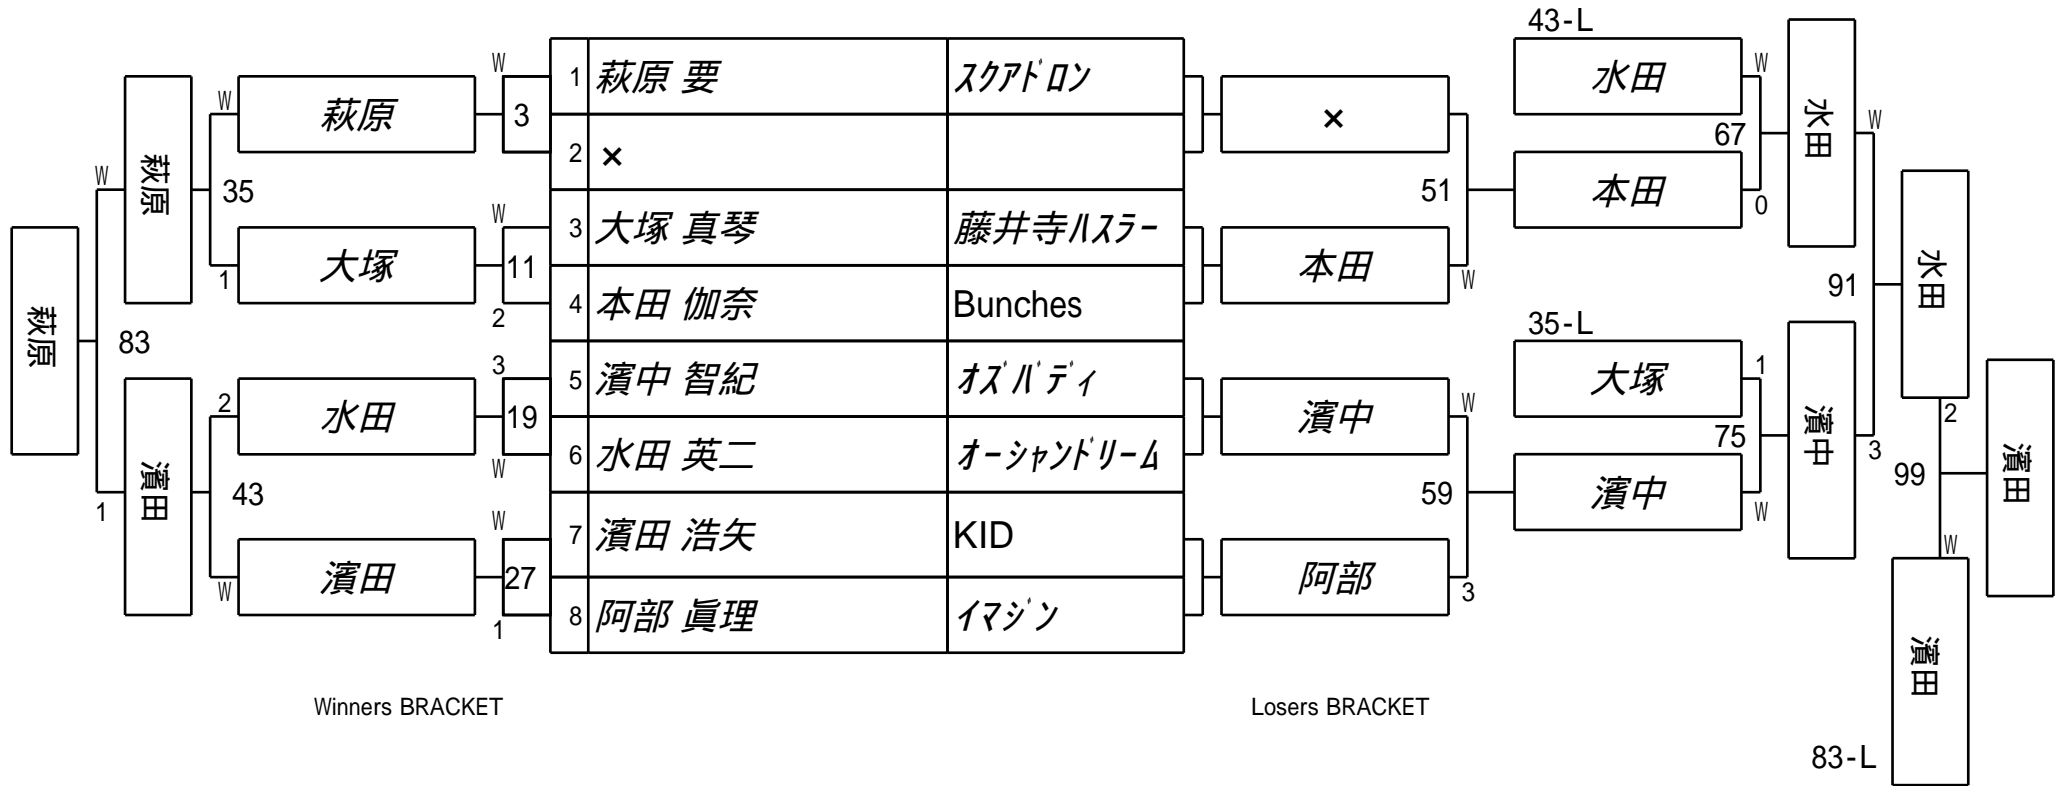 43-L
W
W
1 萩原 要 スクアドロン
水田
W
W
萩原
3
×
水田
W
67
2 ×
W
萩原
35
51
本田
0
W
3 大塚 真琴 藤井寺ハスラー
大塚
11
本田
W
水田
1
2
4 本田 伽奈 Bunches
91
35-L
萩原
83
3
5 濱中 智紀 オズバディ
大塚
1
2
水田
19
濱中
W
濱中
2
75
3
W
6 水田 英二 オーシャンドリーム
濱田
99
濱田
43
59
濱中
W
1
W
7 濱田 浩矢 KID
W
濱田
27
阿部
3
W
1
8 阿部 眞理 イマジン
濱田
Winners BRACKET
Losers BRACKET
83-L